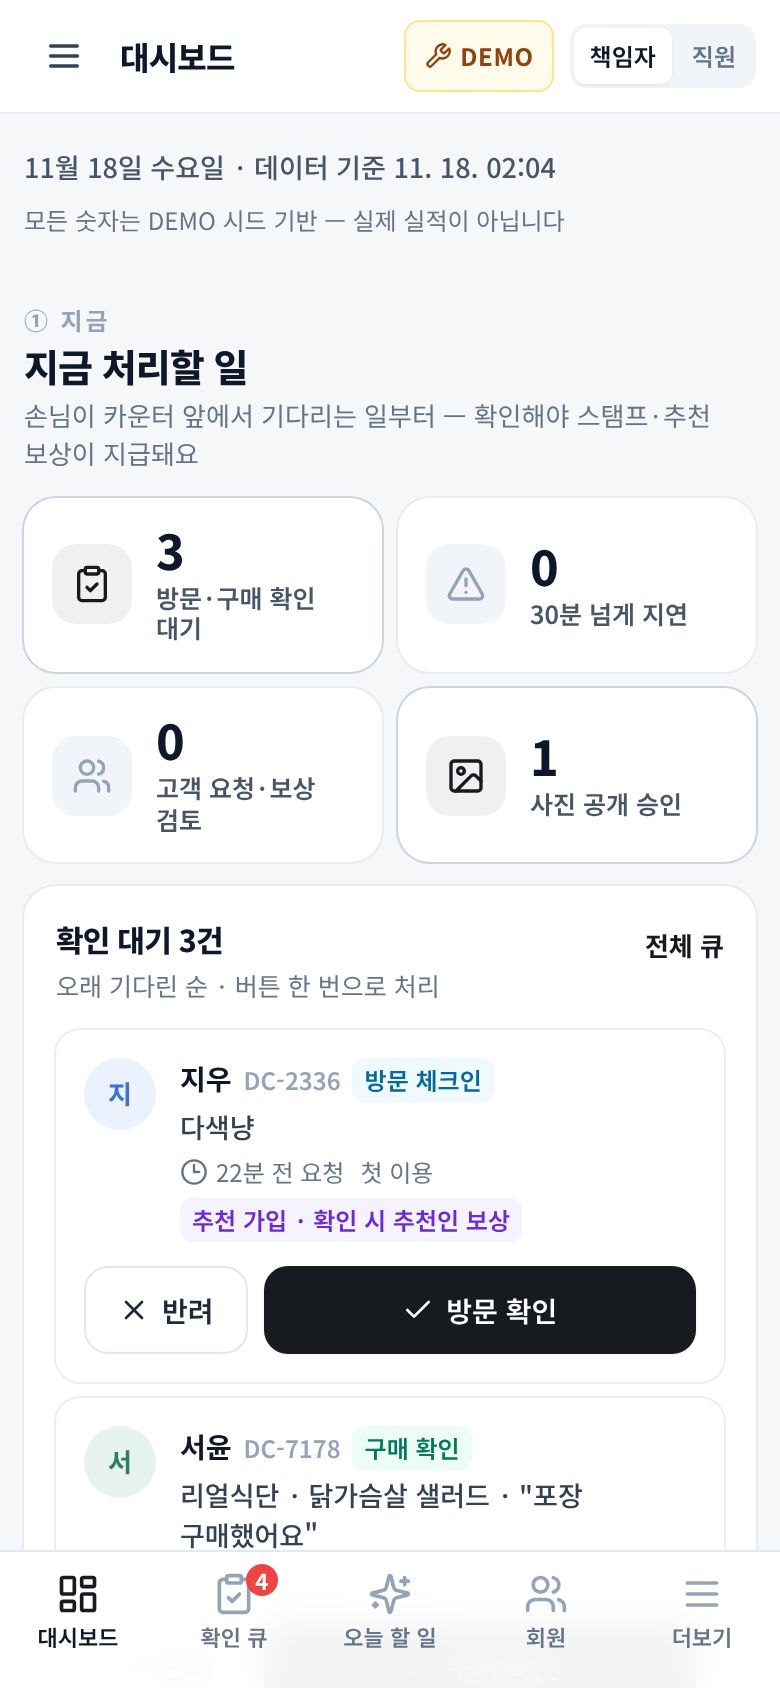 대시보드
DEMO
책임자
직원
11월 18일 수요일 · 데이터 기준 11. 18. 02:04
모든 숫자는 DEMO 시드 기반 — 실제 실적이 아닙니다
① 지금
지금 처리할 일
손님이 카운터 앞에서 기다리는 일부터 — 확인해야 스탬프·추천
보상이 지급돼요
3
방문·구매 확인
대기
0
30분 넘게 지연
0
고객 요청·보상
검토
1
사진 공개 승인
확인 대기 3건
전체 큐
오래 기다린 순 · 버튼 한 번으로 처리
지
지우 DC-2336 방문 체크인
다색냥
22분 전 요청 첫 이용
추천 가입 · 확인 시 추천인 보상
반려
방문 확인
서
서윤 DC-7178 구매 확인
리얼식단 · 닭가슴살 샐러드 · "포장
구매했어요"
대시보드
4
확인 큐
오늘 할 일
회원
더보기